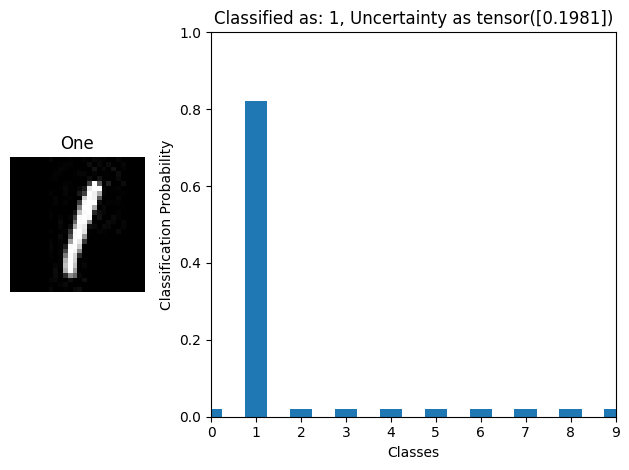 Classified as: 1, Uncertainty as tensor([0.1981])
One
Classification Probability
1.0
0.8
0.6
0.4
0.2
0.0
0 1 2 3 4 5 6 7 8 9
Classes